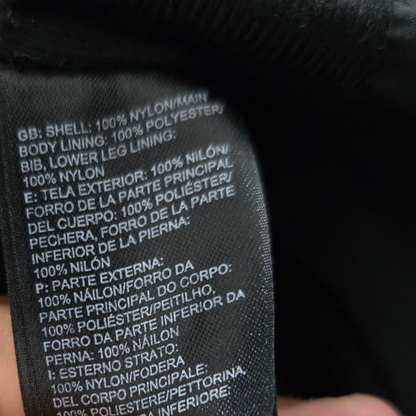 GB: SHELL: 100% NYLON/MAIN
BODY LINING: 100% POLYESTER/
BIB, LOWER LEG LINING:
100% NYLON
E: TELA EXTERIOR: 100% NILÓN/
FORRO DE LA PARTE PRINCIPAL
DEL CUERPO: 100% POLIÉSTER/
PECHERA, FORRO DE LA PARTE
INFERIOR DE LA PIERNA:
100% NILÓN
P: PARTE EXTERNA:
100% NÁILON/FORRO DA
PARTE PRINCIPAL DO CORPO:
100% POLIÉSTER/PEITILHO,
FORRO DA PARTE INFERIOR DA
PERNA: 100% NÁILON
I: ESTERNO STRATO:
100% NYLON/FODERA
DEL CORPO PRINCIPALE:
100% POLIESTERE/PETTORINA,
INFERIORE: